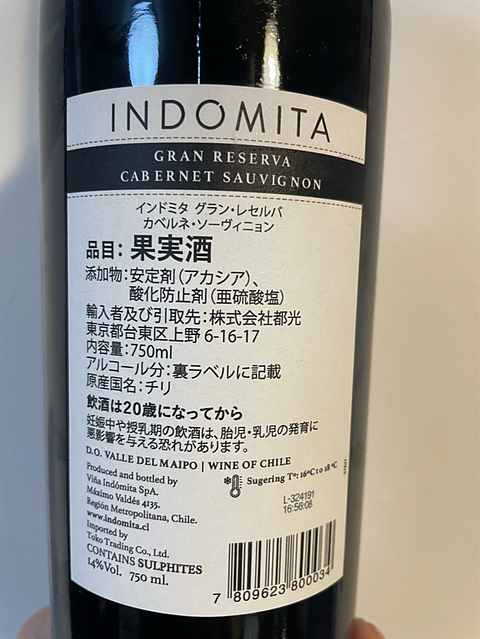 INDOMITA
GRAN RESERVA
CABERNET SAUVIGNON
インドミタ グラン・レセルバ
カベルネ・ソーヴィニョン
品目：果実酒
添加物：安定剤（アカシア）、
酸化防止剤（亜硫酸塩）
輸入者及び引取先：株式会社都光
東京都台東区上野 6-16-17
内容量：750ml
アルコール分：裏ラベルに記載
原産国名：チリ
飲酒は20歳になってから
妊娠中や授乳期の飲酒は、胎児・乳児の発育に
悪影響を与える恐れがあります。
D.O. VALLE DEL MAIPO | WINE OF CHILE
Produced and bottled by
Viña Indómita SpA.
Máximo Valdés 4135.
Región Metropolitana, Chile.
www.indomita.cl
Imported by
Toko Trading Co., Ltd.
CONTAINS SULPHITES
14%Vol. 750 ml.
Sugering Tº: 16ºC to 18 ºC
L-324191
16:56:08
7 809623 800034